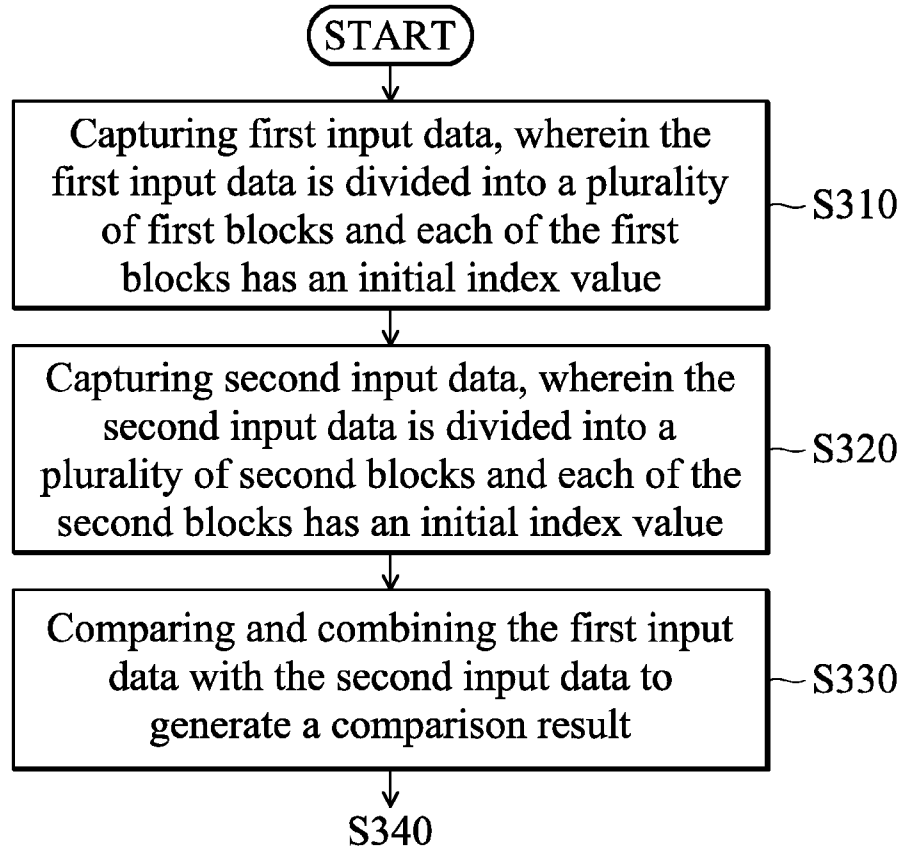 START
Capturing first input data, wherein the
first input data is divided into a plurality
of first blocks and each of the first
blocks has an initial index value
S310
Capturing second input data, wherein the
second input data is divided into a
plurality of second blocks and each of the
second blocks has an initial index value
S320
Comparing and combining the first input
data with the second input data to
generate a comparison result
S330
S340